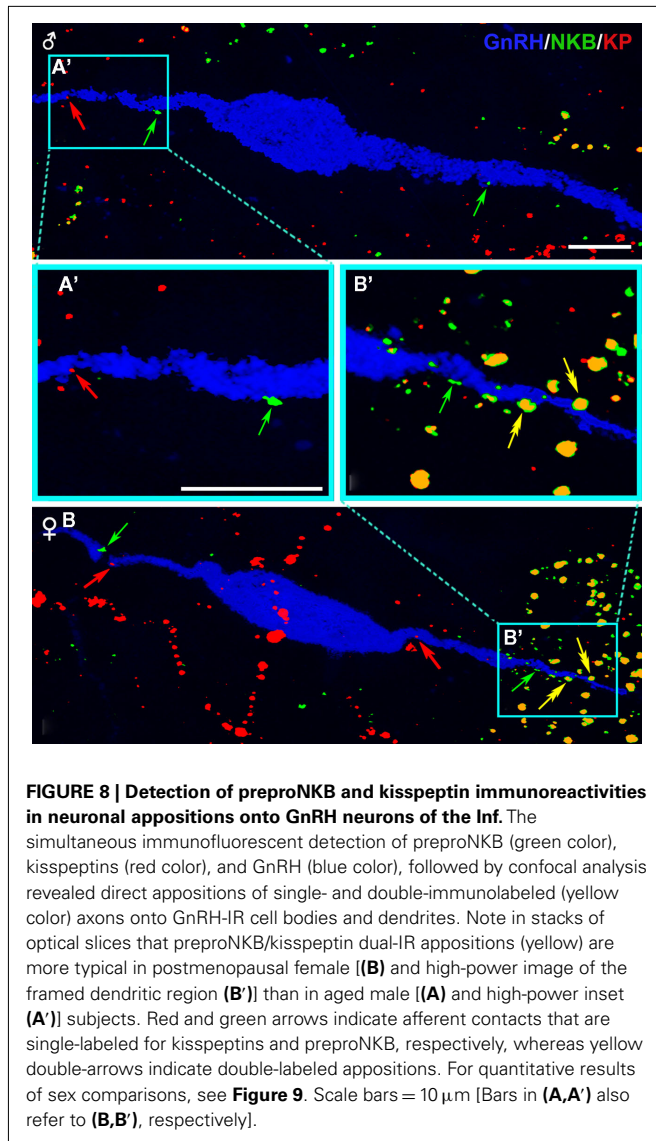 ♂
GnRH/NKB/KP
A'
A'
B'
♀ B
B'
FIGURE 8 | Detection of preproNKB and kisspeptin immunoreactivities
in neuronal appositions onto GnRH neurons of the Inf. The
simultaneous immunofluorescent detection of preproNKB (green color),
kisspeptins (red color), and GnRH (blue color), followed by confocal analysis
revealed direct appositions of single- and double-immunolabeled (yellow
color) axons onto GnRH-IR cell bodies and dendrites. Note in stacks of
optical slices that preproNKB/kisspeptin dual-IR appositions (yellow) are
more typical in postmenopausal female [(B) and high-power image of the
framed dendritic region (B')] than in aged male [(A) and high-power inset
(A')] subjects. Red and green arrows indicate afferent contacts that are
single-labeled for kisspeptins and preproNKB, respectively, whereas yellow
double-arrows indicate double-labeled appositions. For quantitative results
of sex comparisons, see Figure 9. Scale bars = 10 μm [Bars in (A,A') also
refer to (B,B'), respectively].